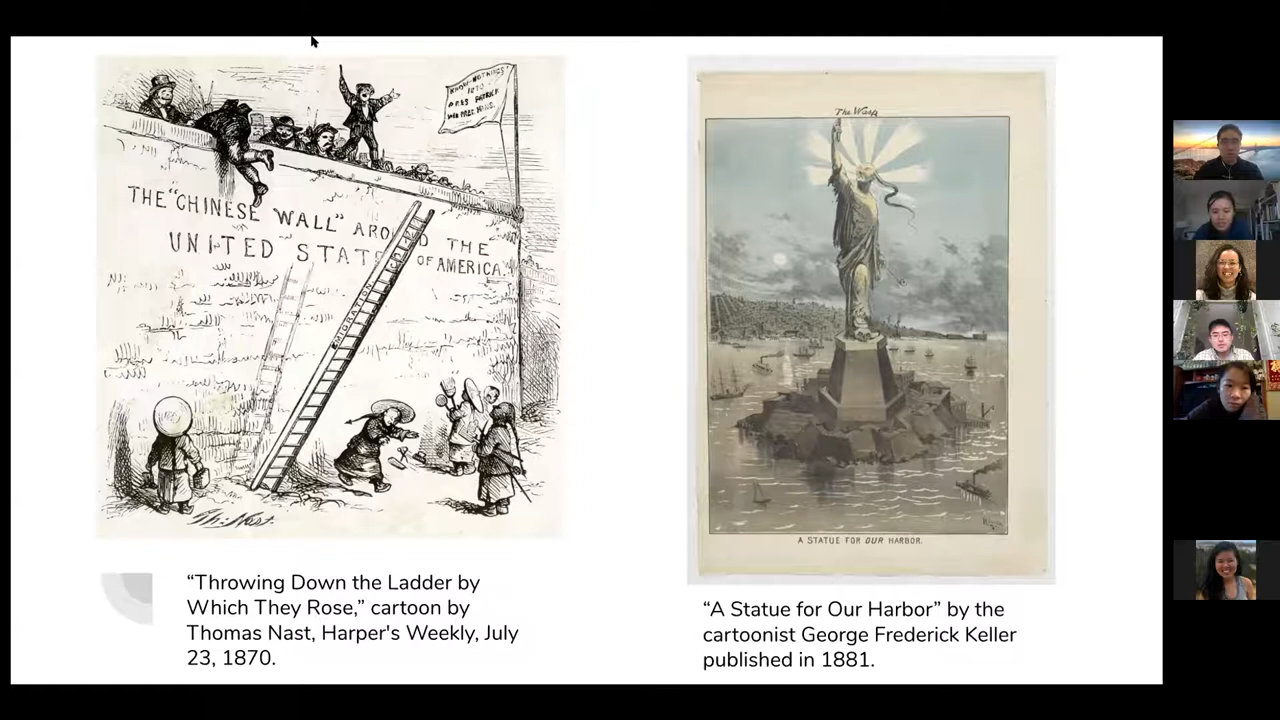 "KNOW-NOTHINGS"
1870
THE "CHINESE WALL" AROUND THE
UNITED STATES OF AMERICA
EMIGRATION
Th: Nast.
“Throwing Down the Ladder by
Which They Rose,” cartoon by
Thomas Nast, Harper's Weekly, July
23, 1870.
The Wasp
A STATUE FOR OUR HARBOR.
“A Statue for Our Harbor” by the
cartoonist George Frederick Keller
published in 1881.